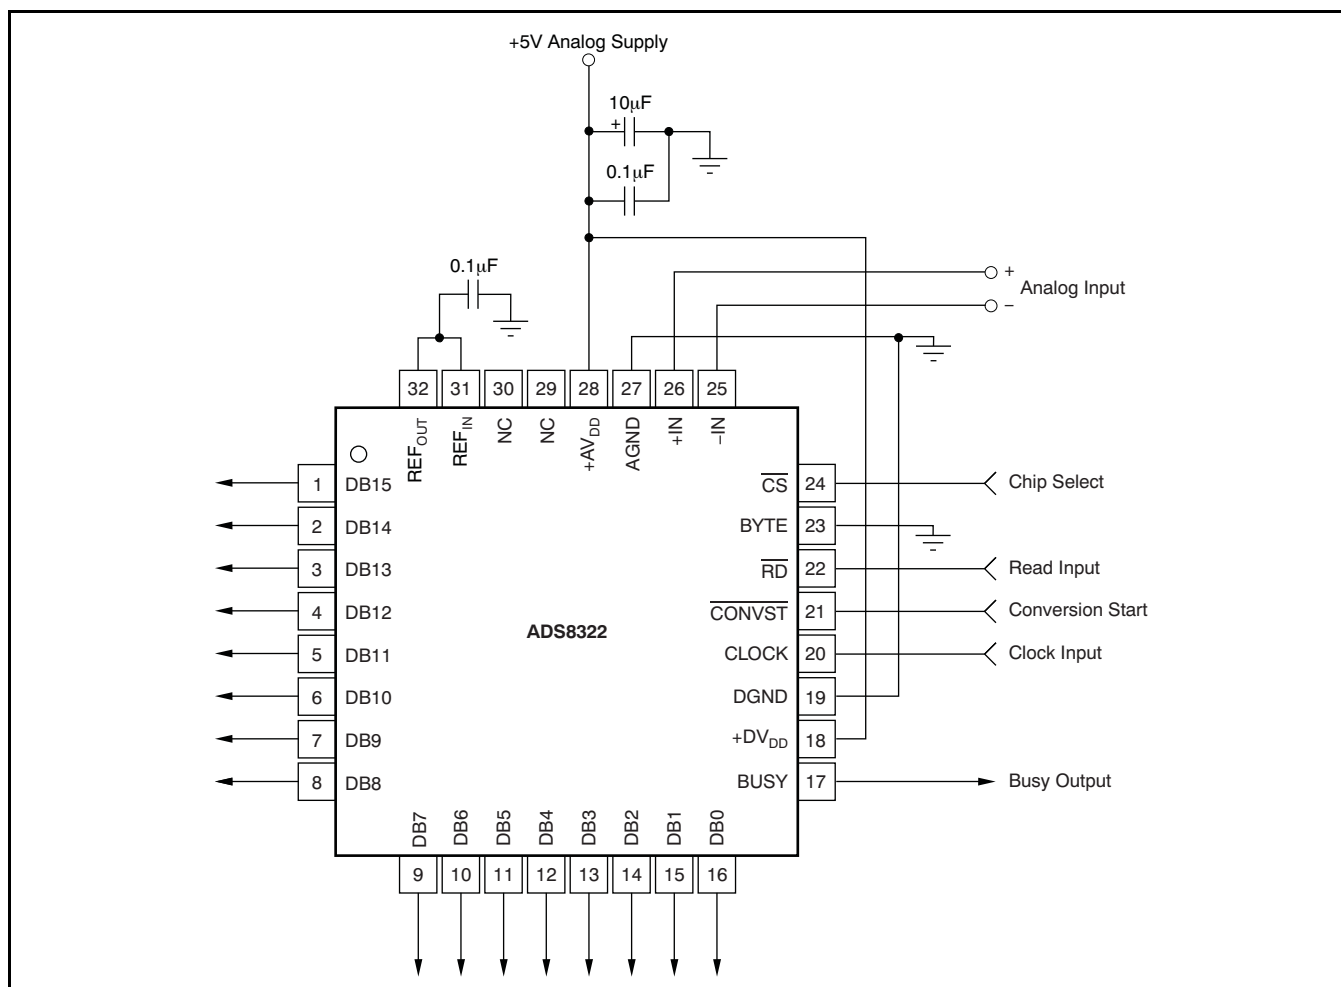 +5V Analog Supply
10μF
+
0.1μF
0.1μF
+
Analog Input
–
32 31 30 29 28 27 26 25
REFOUT
REFIN
NC
NC
+AVDD
AGND
+IN
–IN
1 DB15
2 DB14
3 DB13
4 DB12
5 DB11
6 DB10
7 DB9
8 DB8
ADS8322
CS 24 Chip Select
BYTE 23
RD 22 Read Input
CONVST 21 Conversion Start
CLOCK 20 Clock Input
DGND 19
+DVDD 18
BUSY 17 Busy Output
DB7
DB6
DB5
DB4
DB3
DB2
DB1
DB0
9 10 11 12 13 14 15 16